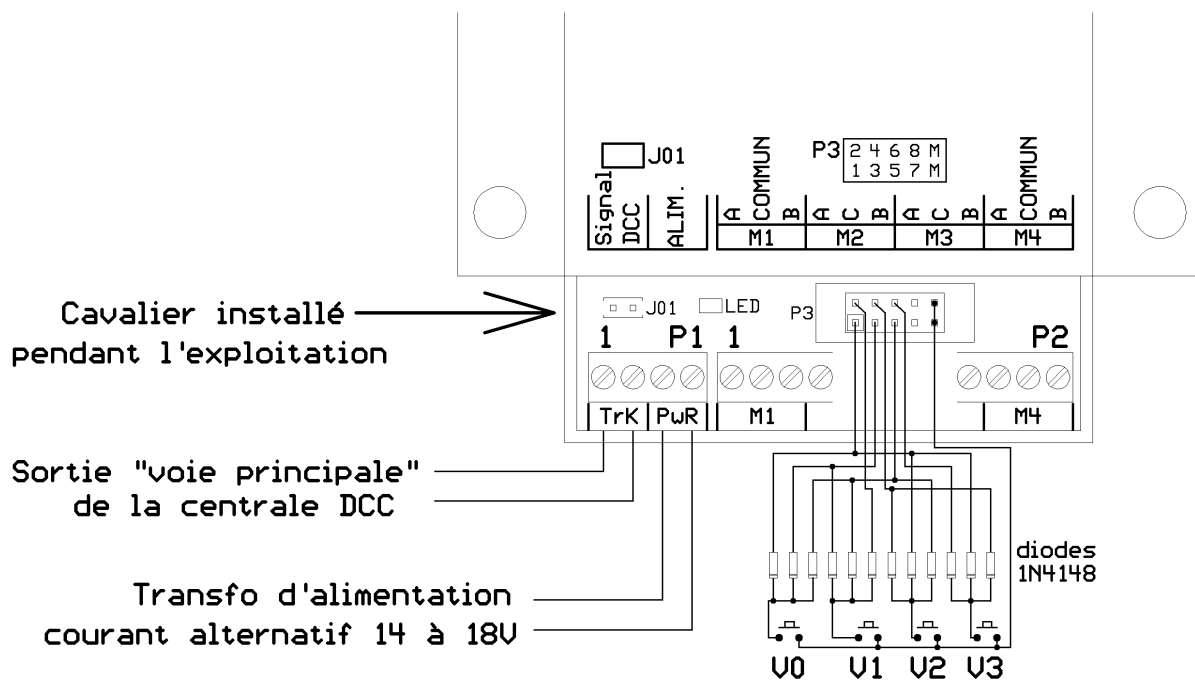 J01
P3
2 4 6 8 M
1 3 5 7 M
Signal
DCC
ALIM.
A COMMUN B
A C B
A C B
A COMMUN B
M1 M2 M3 M4
Cavalier installé
pendant l'exploitation
J01
LED
P3
1 P1 1 P2
TrK PwR M1 M4
Sortie "voie principale"
de la centrale DCC
diodes
1N4148
Transfo d'alimentation
courant alternatif 14 à 18V
V0 V1 V2 V3